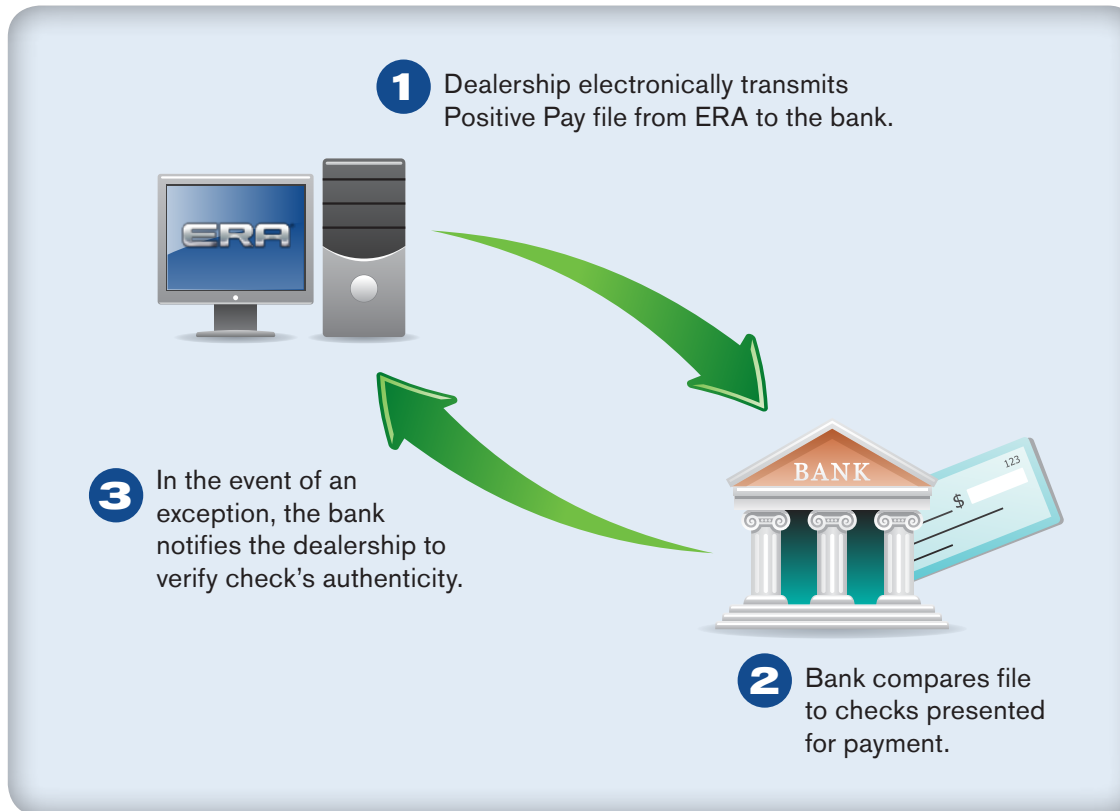 1
Dealership electronically transmits
Positive Pay file from ERA to the bank.
ERA
3
In the event of an
exception, the bank
notifies the dealership to
verify check's authenticity.
BANK
123
$
2
Bank compares file
to checks presented
for payment.